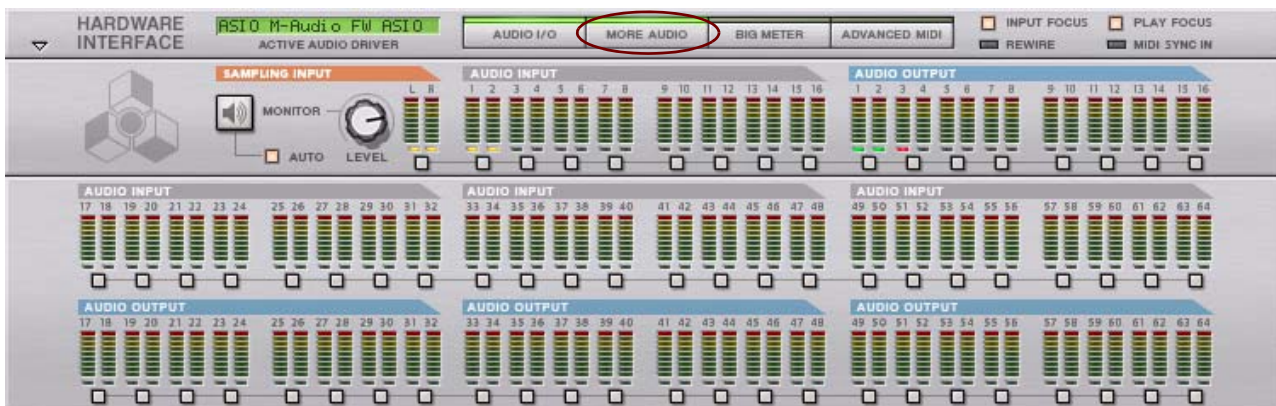 HARDWARE INTERFACE
ASIO M-Audio FW ASIO
ACTIVE AUDIO DRIVER
AUDIO I/O MORE AUDIO BIG METER ADVANCED MIDI
INPUT FOCUS PLAY FOCUS
REWIRE MIDI SYNC IN
SAMPLING INPUT AUDIO INPUT AUDIO OUTPUT
L R 1 2 3 4 5 6 7 8 9 10 11 12 13 14 15 16 1 2 3 4 5 6 7 8 9 10 11 12 13 14 15 16
MONITOR
AUTO LEVEL
AUDIO INPUT AUDIO INPUT AUDIO INPUT
17 18 19 20 21 22 23 24 25 26 27 28 29 30 31 32 33 34 35 36 37 38 39 40 41 42 43 44 45 46 47 48 49 50 51 52 53 54 55 56 57 58 59 60 61 62 63 64
AUDIO OUTPUT AUDIO OUTPUT AUDIO OUTPUT
17 18 19 20 21 22 23 24 25 26 27 28 29 30 31 32 33 34 35 36 37 38 39 40 41 42 43 44 45 46 47 48 49 50 51 52 53 54 55 56 57 58 59 60 61 62 63 64